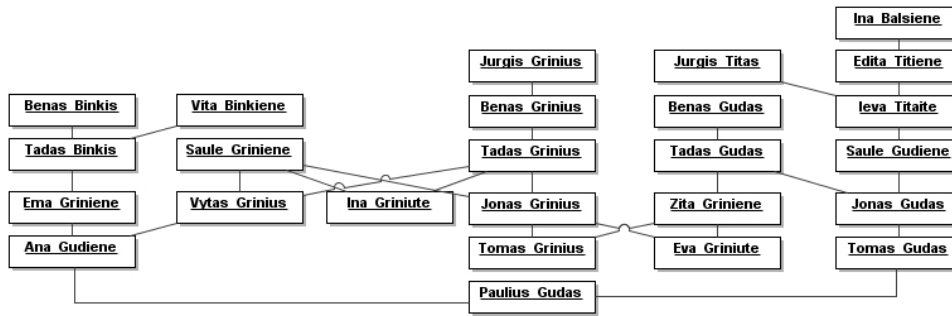 Ina Balsiene
Jurgis Grinius
Jurgis Titas
Edita Titiene
Benas Binkis
Vita Binkiene
Benas Grinius
Benas Gudas
Ieva Titaite
Tadas Binkis
Saule Griniene
Tadas Grinius
Tadas Gudas
Saule Gudiene
Ema Griniene
Vytas Grinius
Ina Griniute
Jonas Grinius
Zita Griniene
Jonas Gudas
Ana Gudiene
Tomas Grinius
Eva Griniute
Tomas Gudas
Paulius Gudas